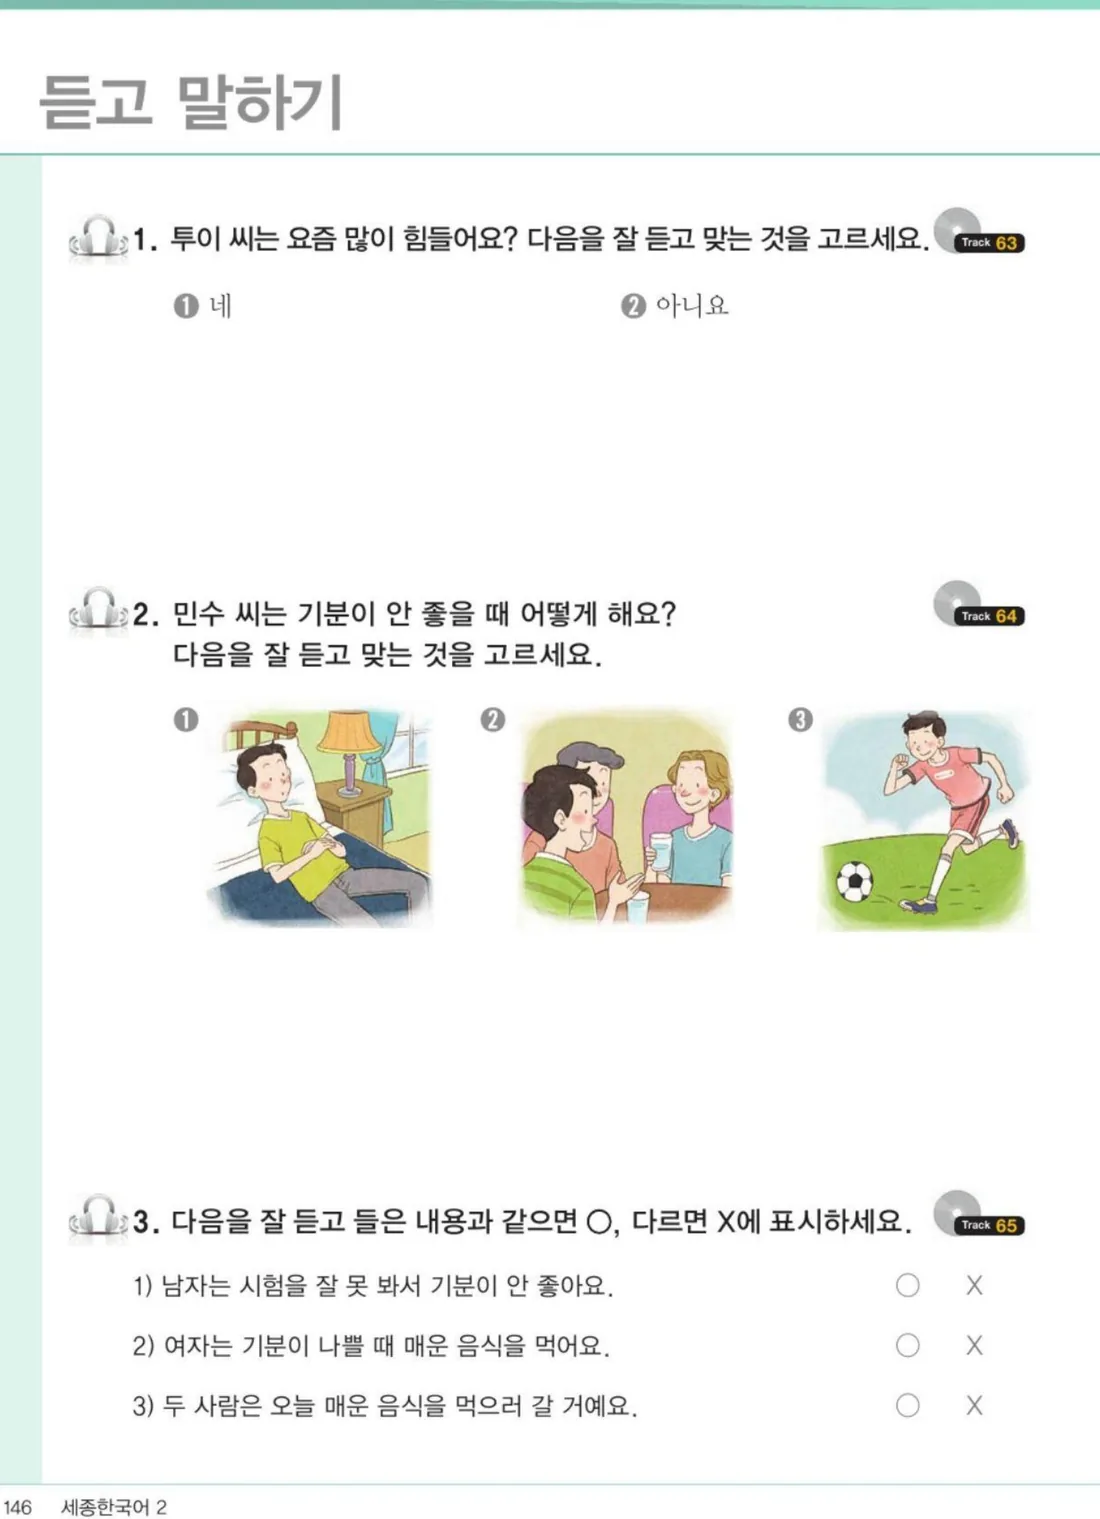 듣고 말하기
1. 투이 씨는 요즘 많이 힘들어요? 다음을 잘 듣고 맞는 것을 고르세요. Track 63
❶ 네 ❷ 아니요
2. 민수 씨는 기분이 안 좋을 때 어떻게 해요? Track 64
다음을 잘 듣고 맞는 것을 고르세요.
❶ ❷ ❸
3. 다음을 잘 듣고 들은 내용과 같으면 ○, 다르면 X에 표시하세요. Track 65
1) 남자는 시험을 잘 못 봐서 기분이 안 좋아요. ○ X
2) 여자는 기분이 나쁠 때 매운 음식을 먹어요. ○ X
3) 두 사람은 오늘 매운 음식을 먹으러 갈 거예요. ○ X
146 세종한국어 2